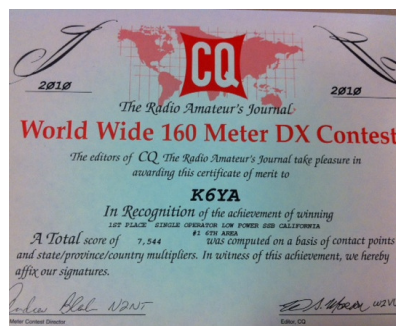 CQ
2010
2010
The Radio Amateur's Journal
World Wide 160 Meter DX Contest
The editors of CQ The Radio Amateur's Journal take pleasure in
awarding this certificate of merit to
K6YA
In Recognition of the achievement of winning
1ST PLACE SINGLE OPERATOR LOW POWER SSB CALIFORNIA
#1 6TH AREA
A Total score of 7,544 was computed on a basis of contact points
and state/province/country multipliers. In witness of this achievement, we hereby
affix our signatures.
N2NT
Meter Contest Director
Editor, CQ